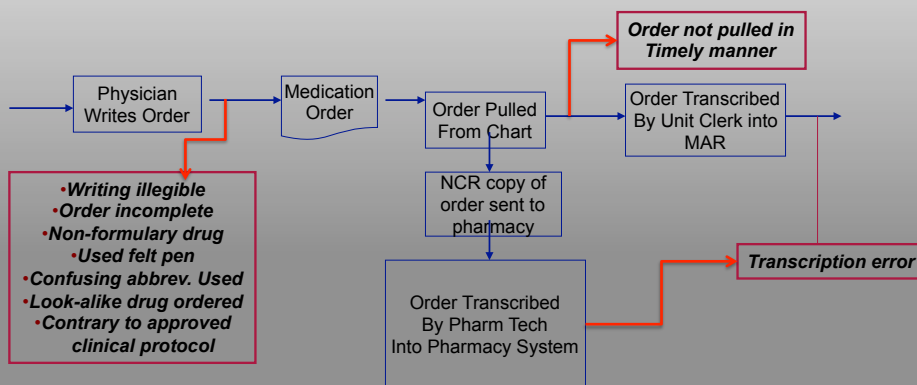 Order not pulled in
Timely manner
Physician
Writes Order
Medication
Order
Order Pulled
From Chart
Order Transcribed
By Unit Clerk into
MAR
•Writing illegible
•Order incomplete
•Non-formulary drug
•Used felt pen
•Confusing abbrev. Used
•Look-alike drug ordered
•Contrary to approved
clinical protocol
NCR copy of
order sent to
pharmacy
Transcription error
Order Transcribed
By Pharm Tech
Into Pharmacy System